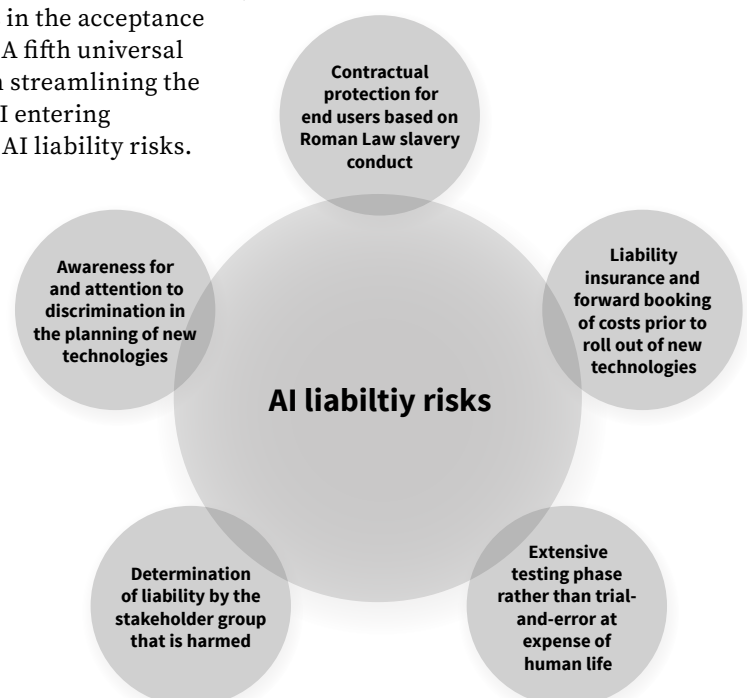 in the acceptance
A fifth universal
streamlining the
entering
AI liability risks.
Contractual
protection for
end users based on
Roman Law slavery
conduct
Awareness for
and attention to
discrimination in
the planning of new
technologies
Liability
insurance and
forward booking
of costs prior to
roll out of new
technologies
AI liabiltiy risks
Determination
of liability by the
stakeholder group
that is harmed
Extensive
testing phase
rather than trial-
and-error at
expense of
human life